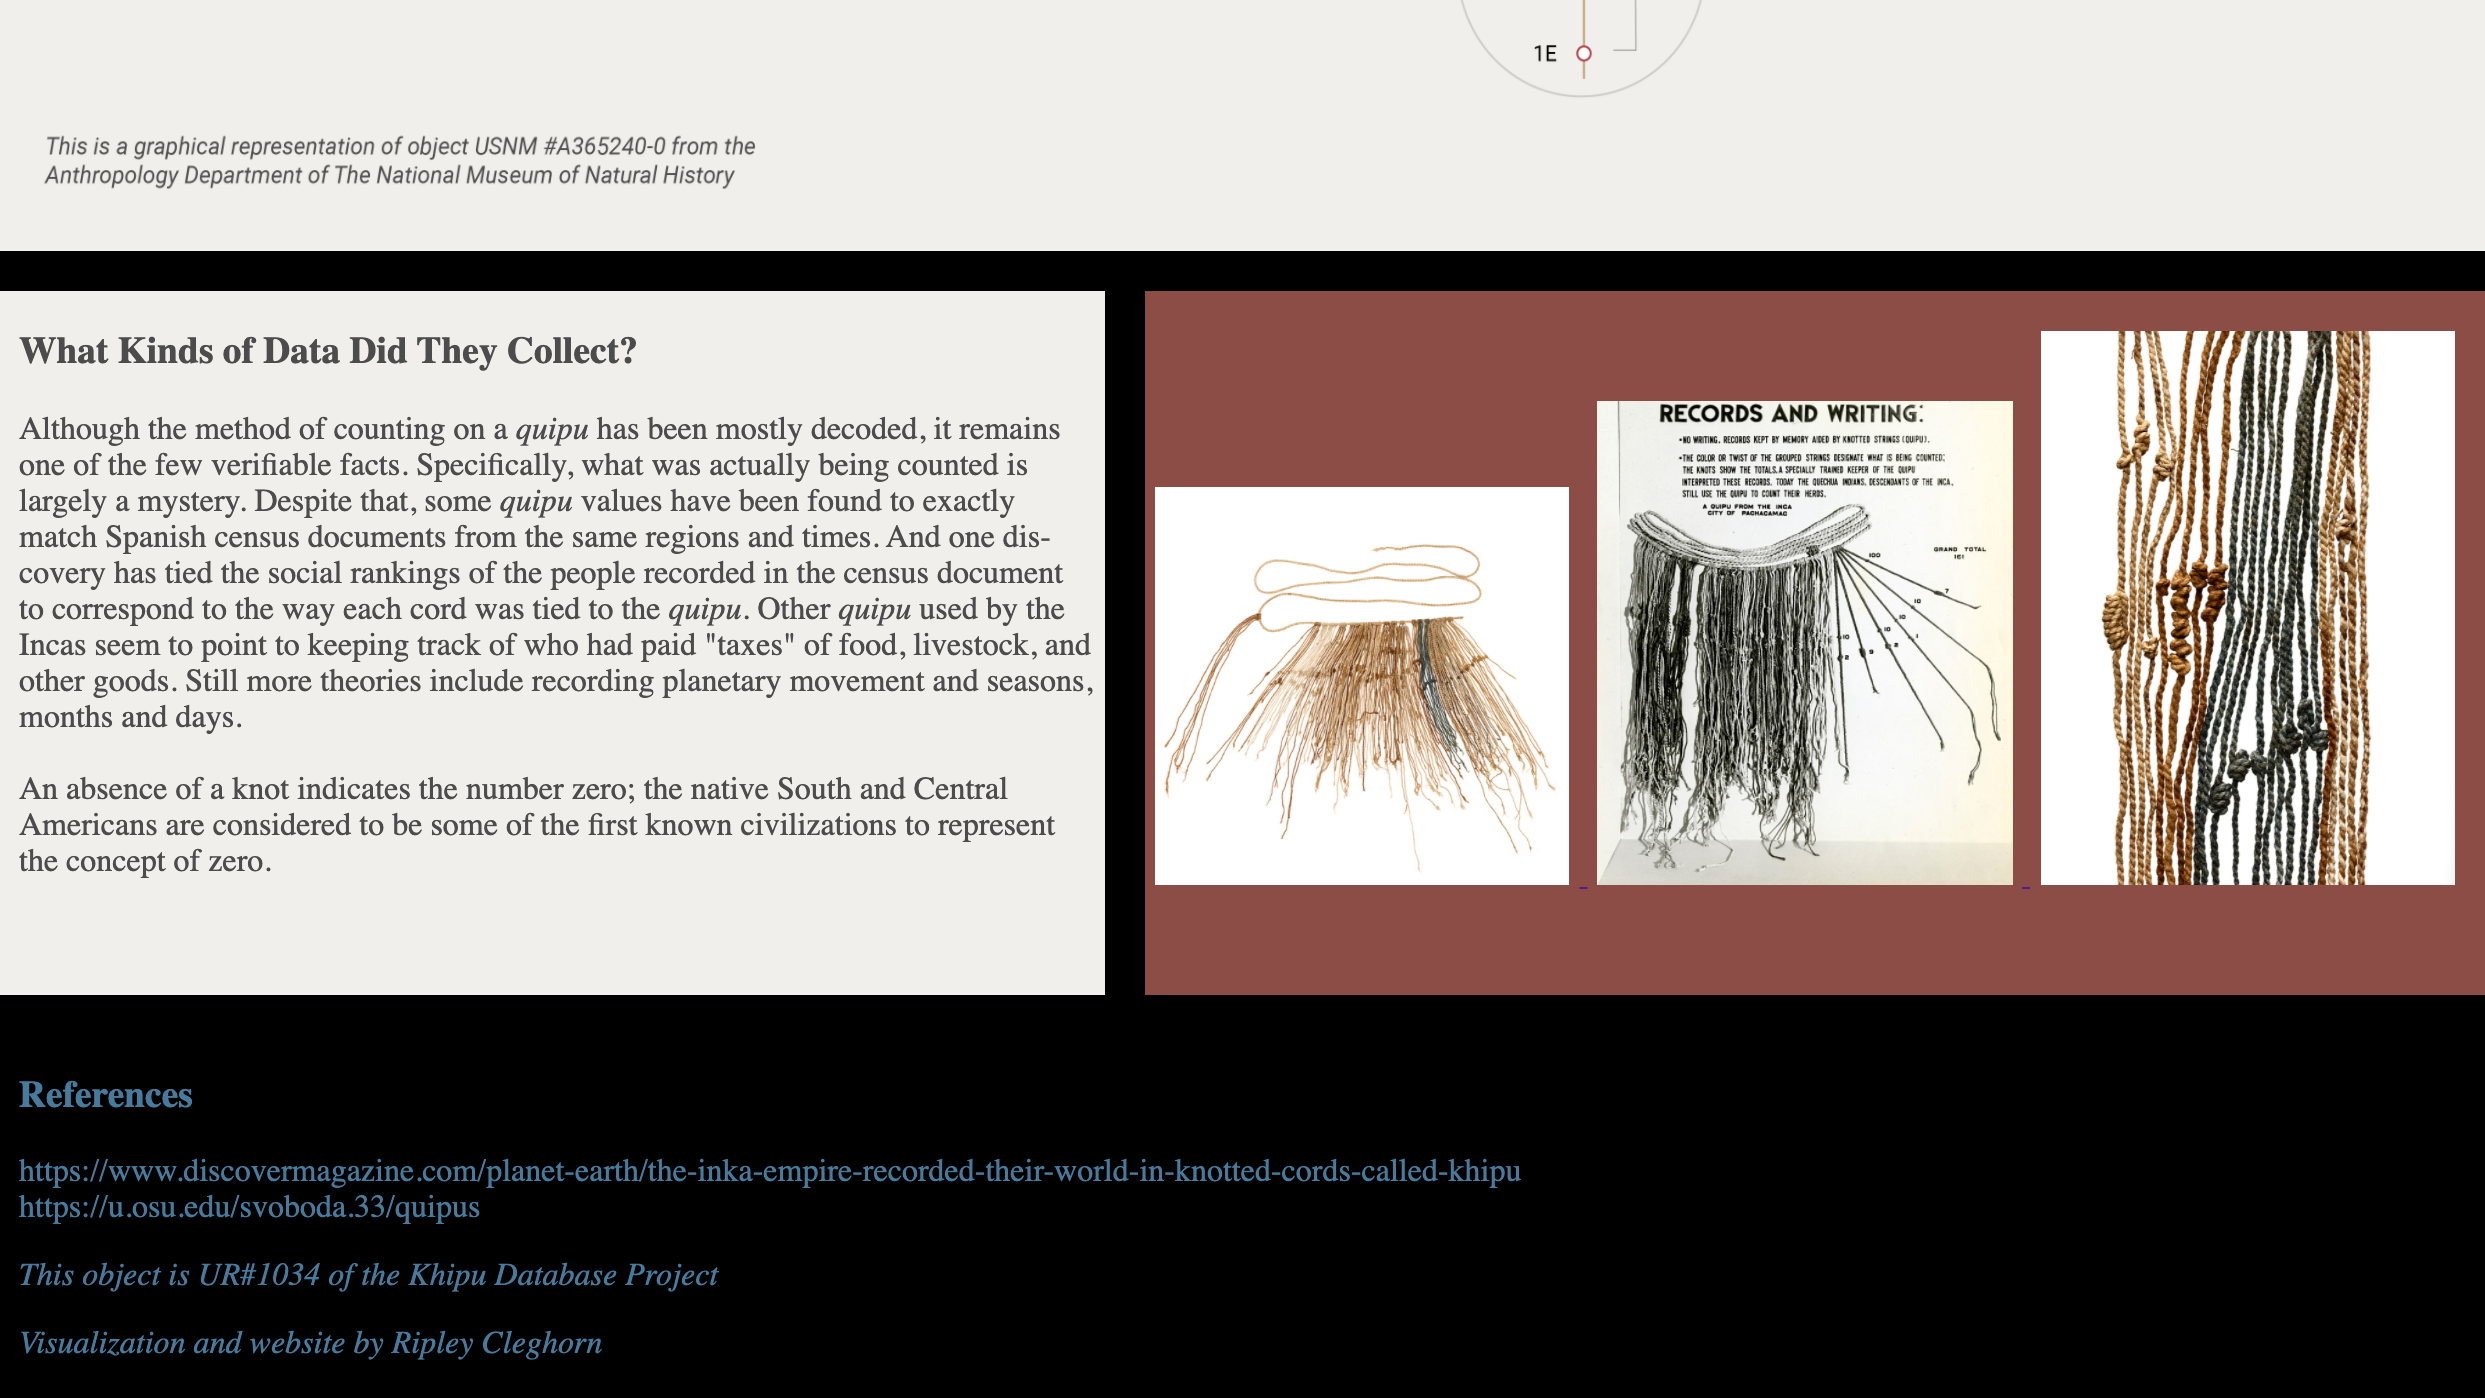 1E
This is a graphical representation of object USNM #A365240-0 from the
Anthropology Department of The National Museum of Natural History
What Kinds of Data Did They Collect?
Although the method of counting on a quipu has been mostly decoded, it remains
one of the few verifiable facts. Specifically, what was actually being counted is
largely a mystery. Despite that, some quipu values have been found to exactly
match Spanish census documents from the same regions and times. And one dis-
covery has tied the social rankings of the people recorded in the census document
to correspond to the way each cord was tied to the quipu. Other quipu used by the
Incas seem to point to keeping track of who had paid "taxes" of food, livestock, and
other goods. Still more theories include recording planetary movement and seasons,
months and days.
An absence of a knot indicates the number zero; the native South and Central
Americans are considered to be some of the first known civilizations to represent
the concept of zero.
RECORDS AND WRITING:
•NO WRITING. RECORDS KEPT BY MEMORY AIDED BY KNOTTED STRINGS (QUIPU).
•THE COLOR OR TWIST OF THE GROUPED STRINGS DESIGNATE WHAT IS BEING COUNTED;
THE KNOTS SHOW THE TOTALS. A SPECIALLY TRAINED KEEPER OF THE QUIPU
INTERPRETED THESE RECORDS. TODAY THE QUECHUA INDIANS, DESCENDANTS OF THE INCA,
STILL USE THE QUIPU TO COUNT THEIR HERDS.
A QUIPU FROM THE INCA
CITY OF PACHACAMAC
GRAND TOTAL
161
100
7
10
10
10
1
2
10
9
2
References
https://www.discovermagazine.com/planet-earth/the-inka-empire-recorded-their-world-in-knotted-cords-called-khipu
https://u.osu.edu/svoboda.33/quipus
This object is UR#1034 of the Khipu Database Project
Visualization and website by Ripley Cleghorn